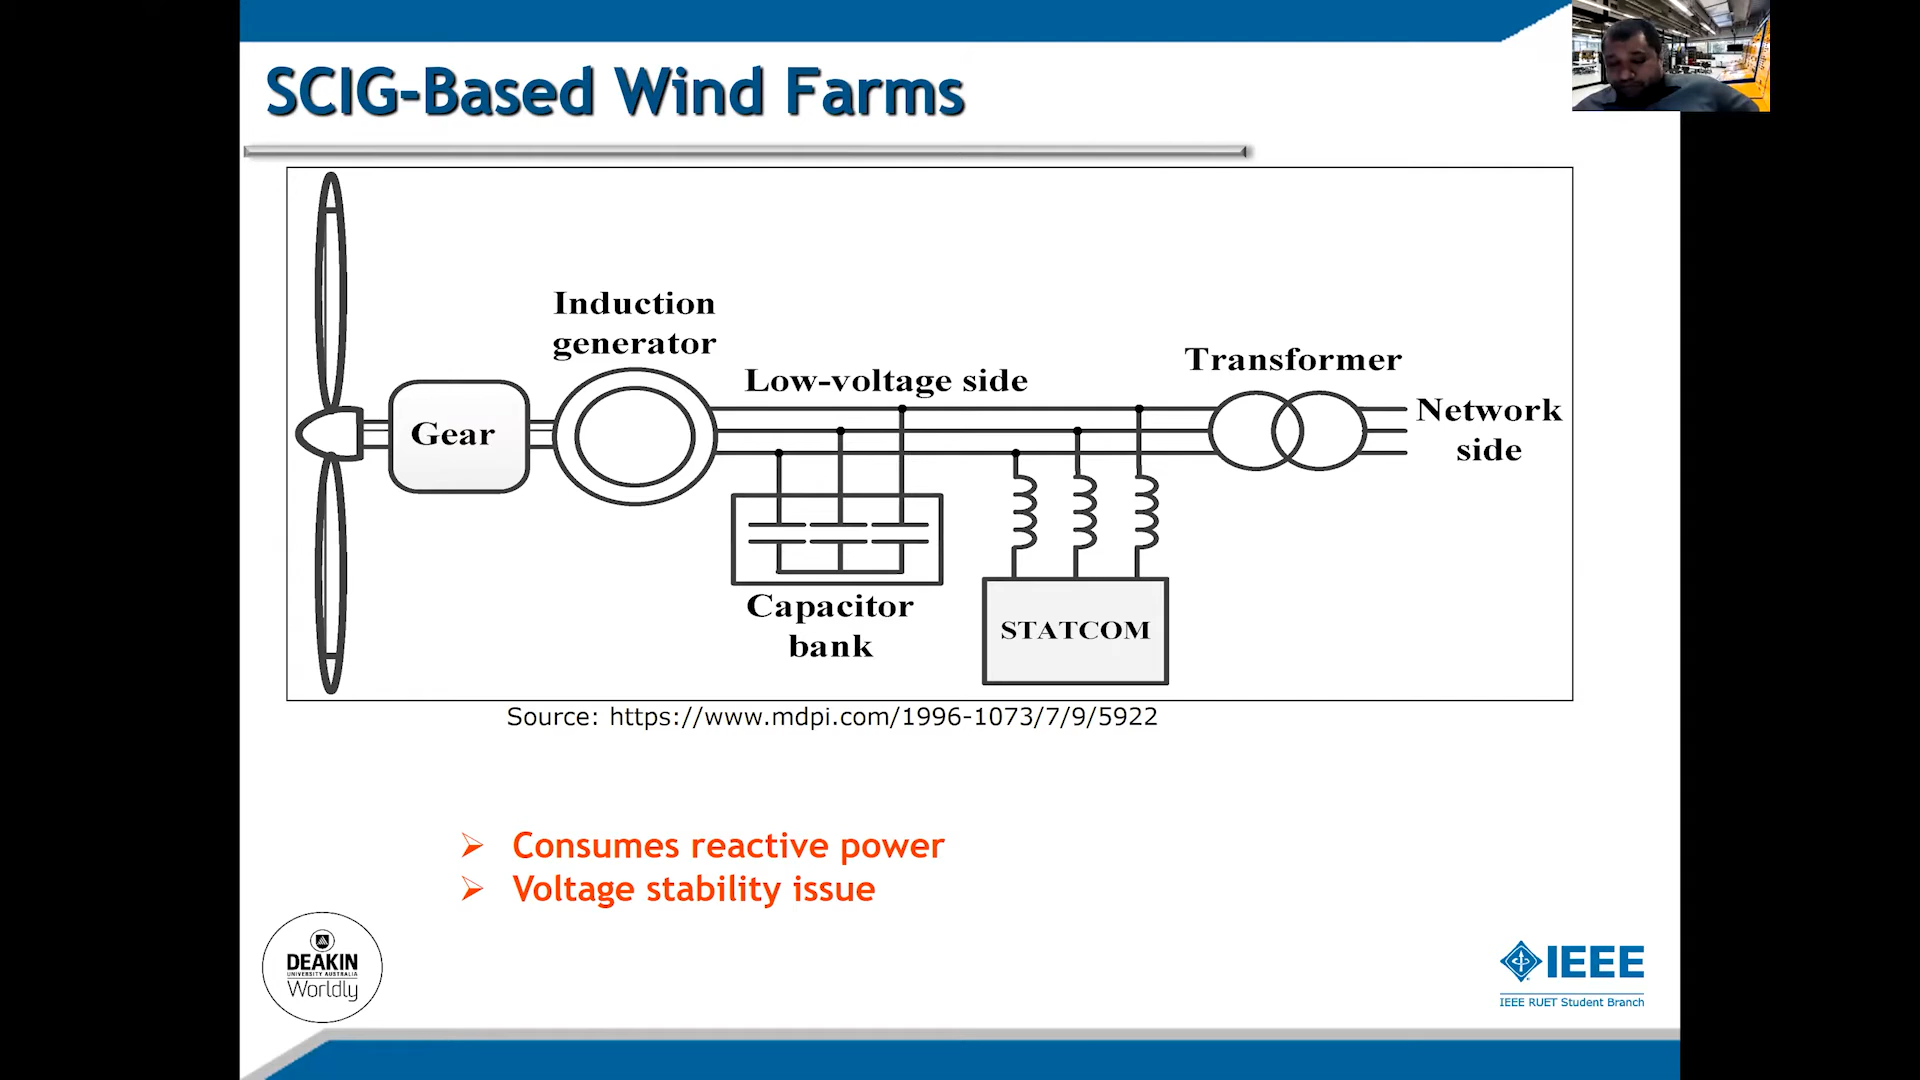 SCIG-Based Wind Farms
Induction
generator
Low-voltage side
Transformer
Gear
Network
side
Capacitor
bank
STATCOM
Source: https://www.mdpi.com/1996-1073/7/9/5922
Consumes reactive power
Voltage stability issue
DEAKIN
UNIVERSITY AUSTRALIA
Worldly
IEEE
IEEE RUET Student Branch